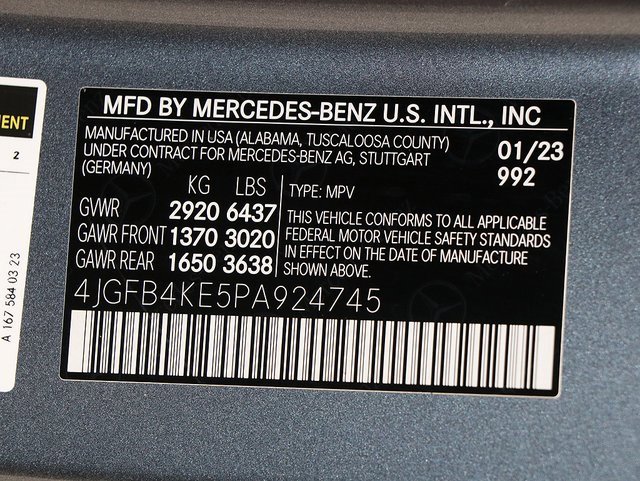 MFD BY MERCEDES-BENZ U.S. INTL., INC
MANUFACTURED IN USA (ALABAMA, TUSCALOOSA COUNTY)
UNDER CONTRACT FOR MERCEDES-BENZ AG, STUTTGART
(GERMANY)
01/23
992
KG LBS
GVWR 2920 6437
GAWR FRONT 1370 3020
GAWR REAR 1650 3638
TYPE: MPV
THIS VEHICLE CONFORMS TO ALL APPLICABLE
FEDERAL MOTOR VEHICLE SAFETY STANDARDS
IN EFFECT ON THE DATE OF MANUFACTURE
SHOWN ABOVE.
4JGFB4KE5PA924745
2
A 167 584 03 23